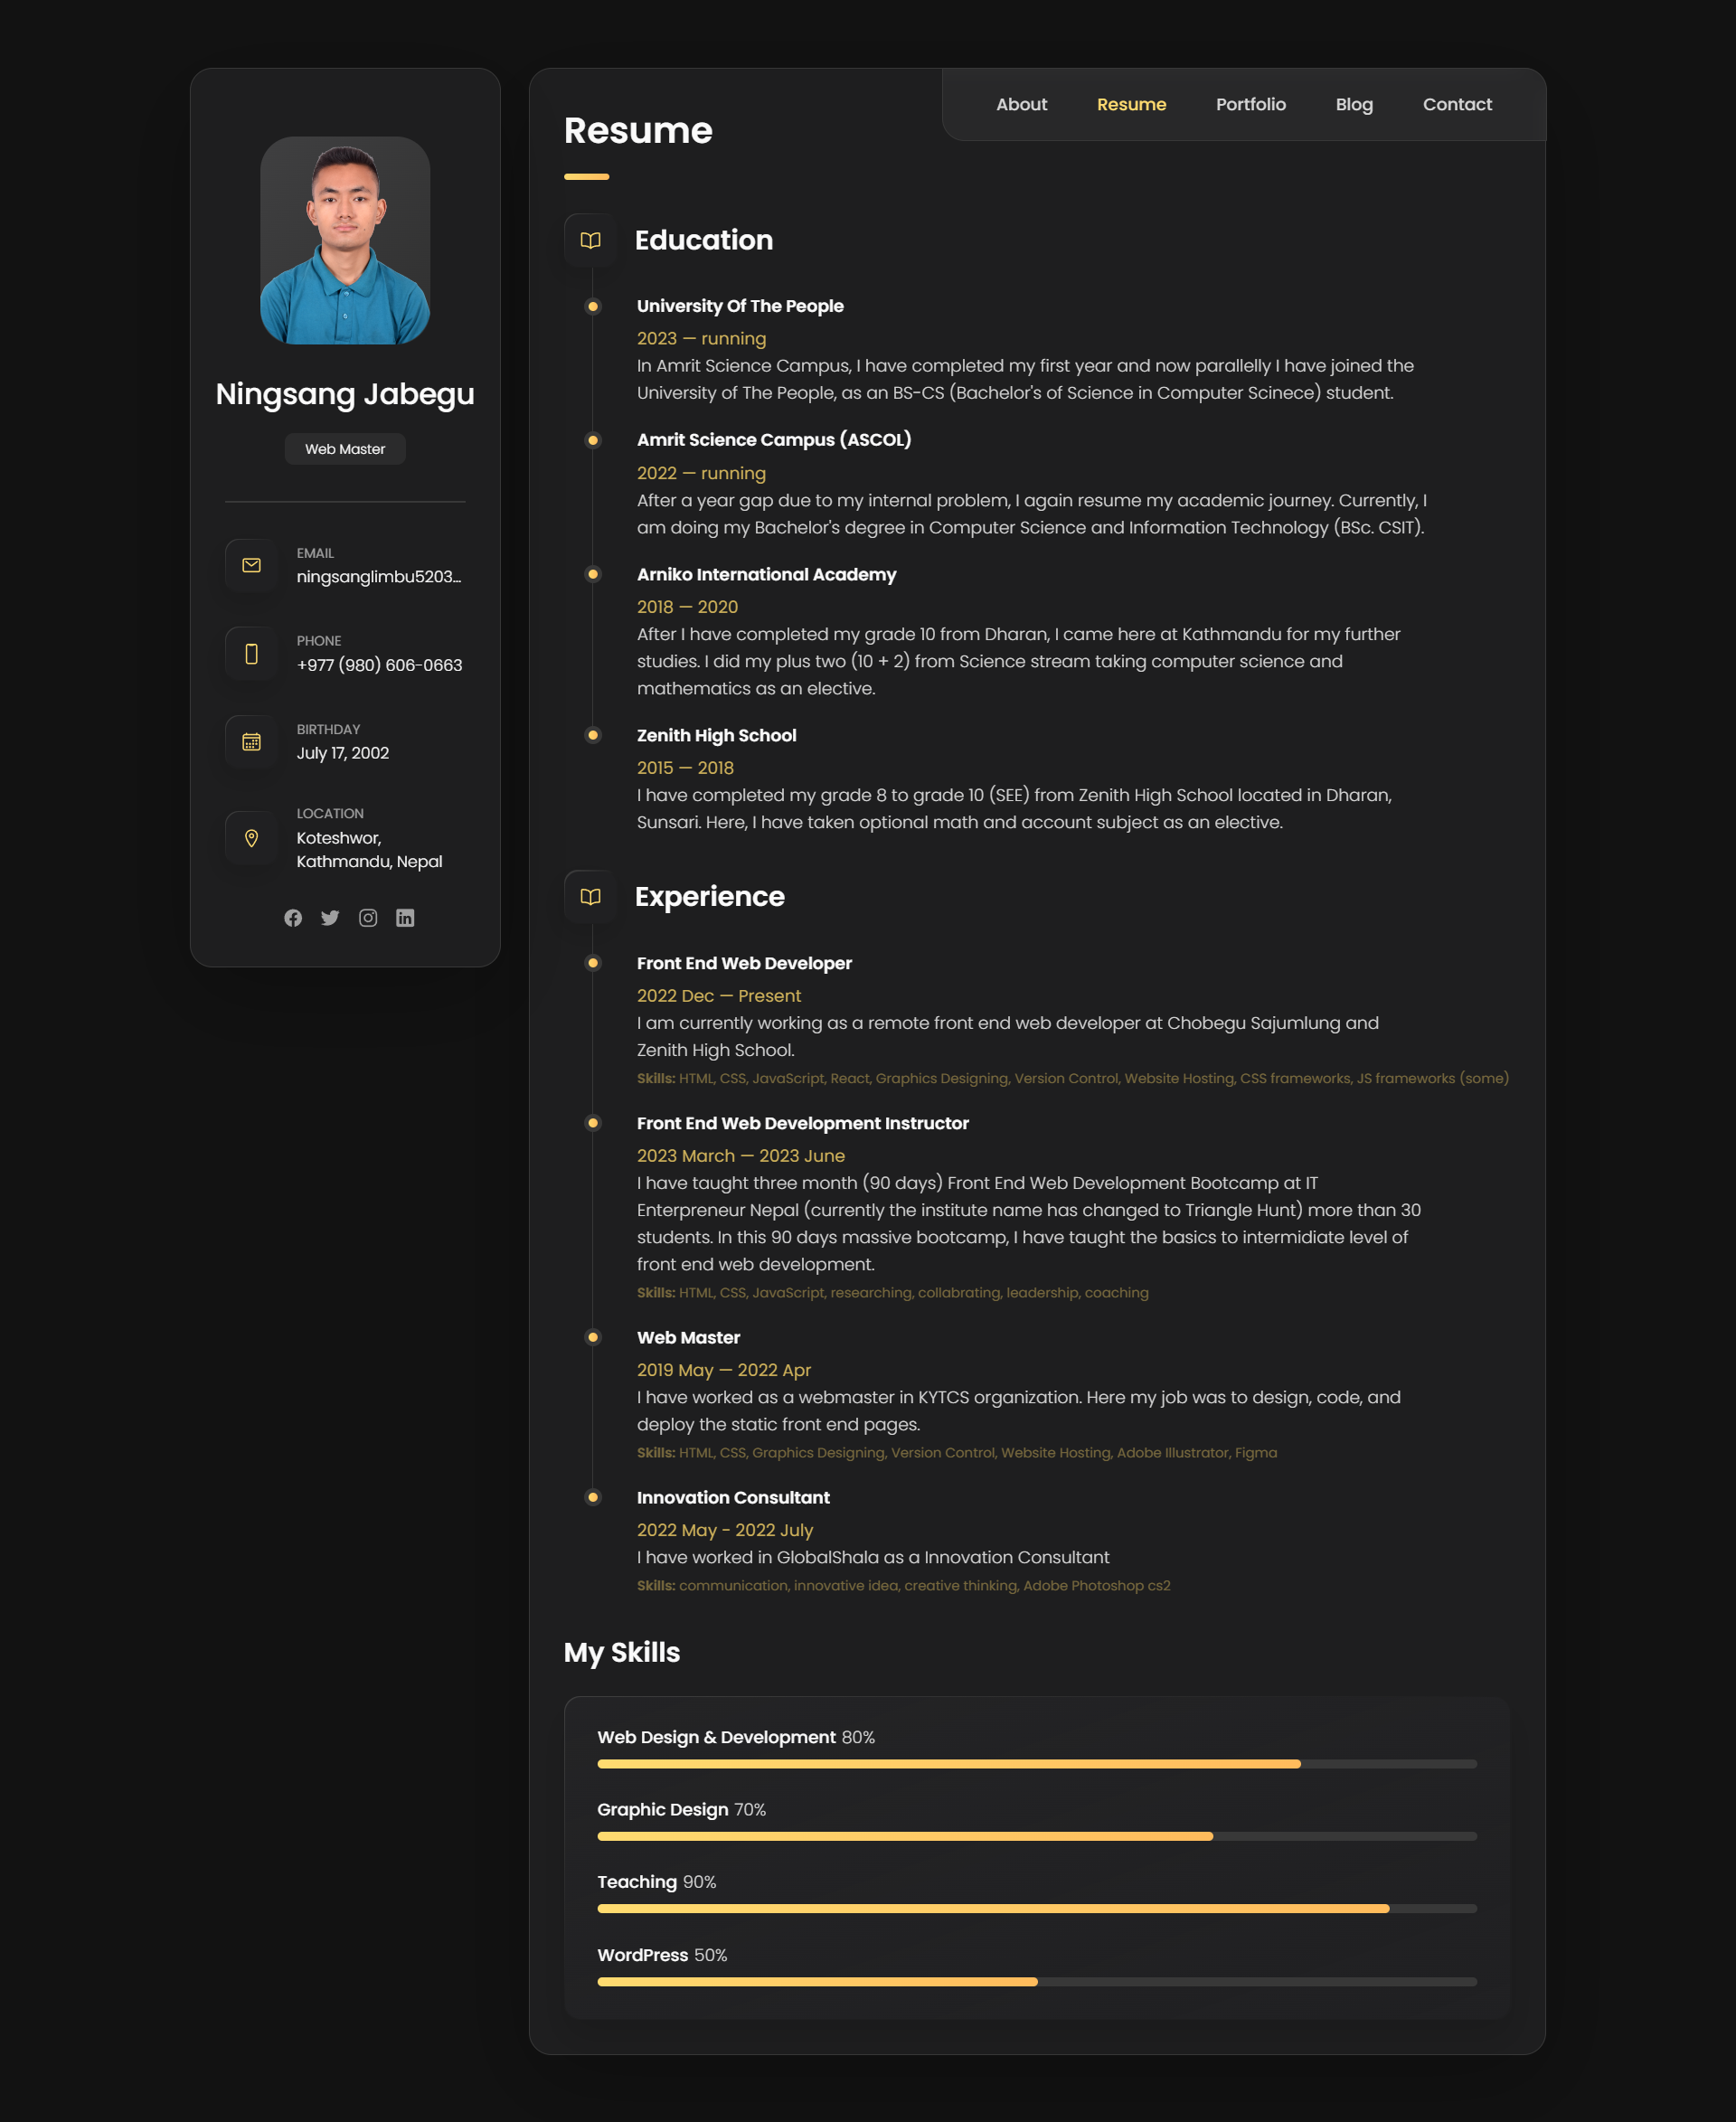 Ningsang Jabegu
Web Master
EMAIL
ningsanglimbu5203...
PHONE
+977 (980) 606-0663
BIRTHDAY
July 17, 2002
LOCATION
Koteshwor,
Kathmandu, Nepal
About
Resume
Portfolio
Blog
Contact
Resume
Education
University Of The People
2023 — running
In Amrit Science Campus, I have completed my first year and now parallelly I have joined the
University of The People, as an BS-CS (Bachelor's of Science in Computer Scinece) student.
Amrit Science Campus (ASCOL)
2022 — running
After a year gap due to my internal problem, I again resume my academic journey. Currently, I
am doing my Bachelor's degree in Computer Science and Information Technology (BSc. CSIT).
Arniko International Academy
2018 — 2020
After I have completed my grade 10 from Dharan, I came here at Kathmandu for my further
studies. I did my plus two (10 + 2) from Science stream taking computer science and
mathematics as an elective.
Zenith High School
2015 — 2018
I have completed my grade 8 to grade 10 (SEE) from Zenith High School located in Dharan,
Sunsari. Here, I have taken optional math and account subject as an elective.
Experience
Front End Web Developer
2022 Dec — Present
I am currently working as a remote front end web developer at Chobegu Sajumlung and
Zenith High School.
Skills: HTML, CSS, JavaScript, React, Graphics Designing, Version Control, Website Hosting, CSS frameworks, JS frameworks (some)
Front End Web Development Instructor
2023 March — 2023 June
I have taught three month (90 days) Front End Web Development Bootcamp at IT
Enterpreneur Nepal (currently the institute name has changed to Triangle Hunt) more than 30
students. In this 90 days massive bootcamp, I have taught the basics to intermidiate level of
front end web development.
Skills: HTML, CSS, JavaScript, researching, collabrating, leadership, coaching
Web Master
2019 May — 2022 Apr
I have worked as a webmaster in KYTCS organization. Here my job was to design, code, and
deploy the static front end pages.
Skills: HTML, CSS, Graphics Designing, Version Control, Website Hosting, Adobe Illustrator, Figma
Innovation Consultant
2022 May - 2022 July
I have worked in GlobalShala as a Innovation Consultant
Skills: communication, innovative idea, creative thinking, Adobe Photoshop cs2
My Skills
Web Design & Development 80%
Graphic Design 70%
Teaching 90%
WordPress 50%